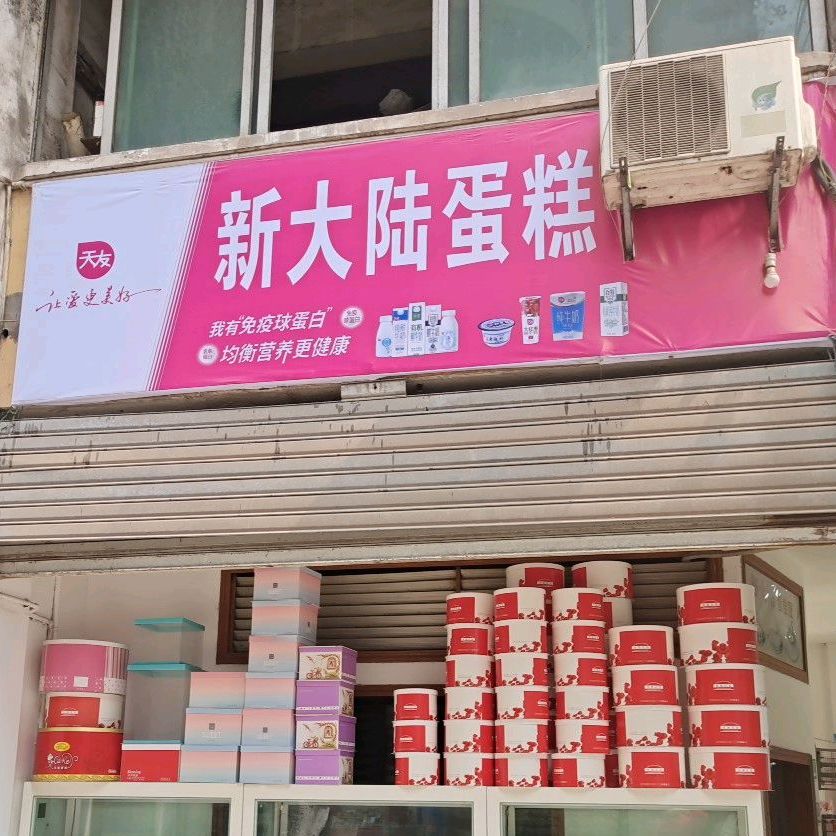 新大陆蛋糕
天友
让爱更美好
我有“免疫球蛋白”
均衡营养更健康
纯牛奶